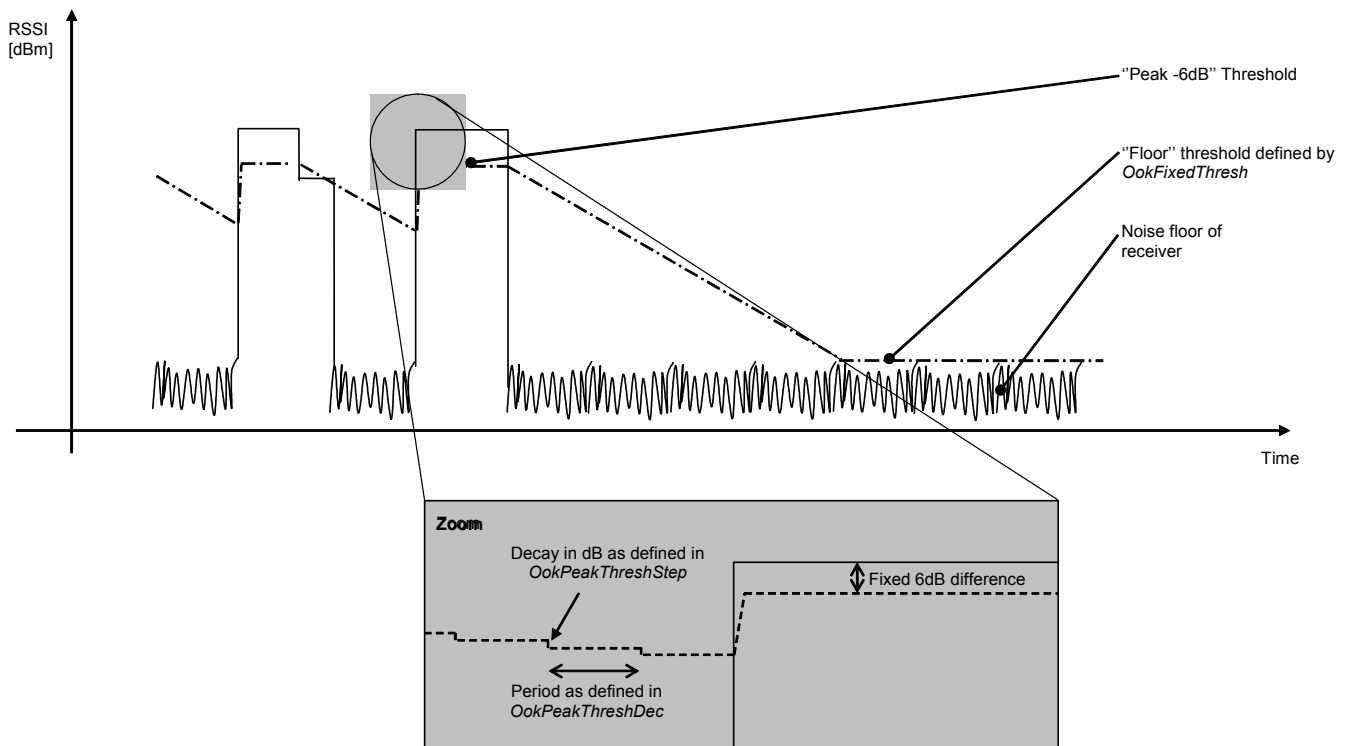 RSSI
[dBm]
‘’Peak -6dB’’ Threshold
‘’Floor’’ threshold defined by
OokFixedThresh
Noise floor of
receiver
Time
Zoom
Decay in dB as defined in
OokPeakThreshStep
Fixed 6dB difference
Period as defined in
OokPeakThreshDec